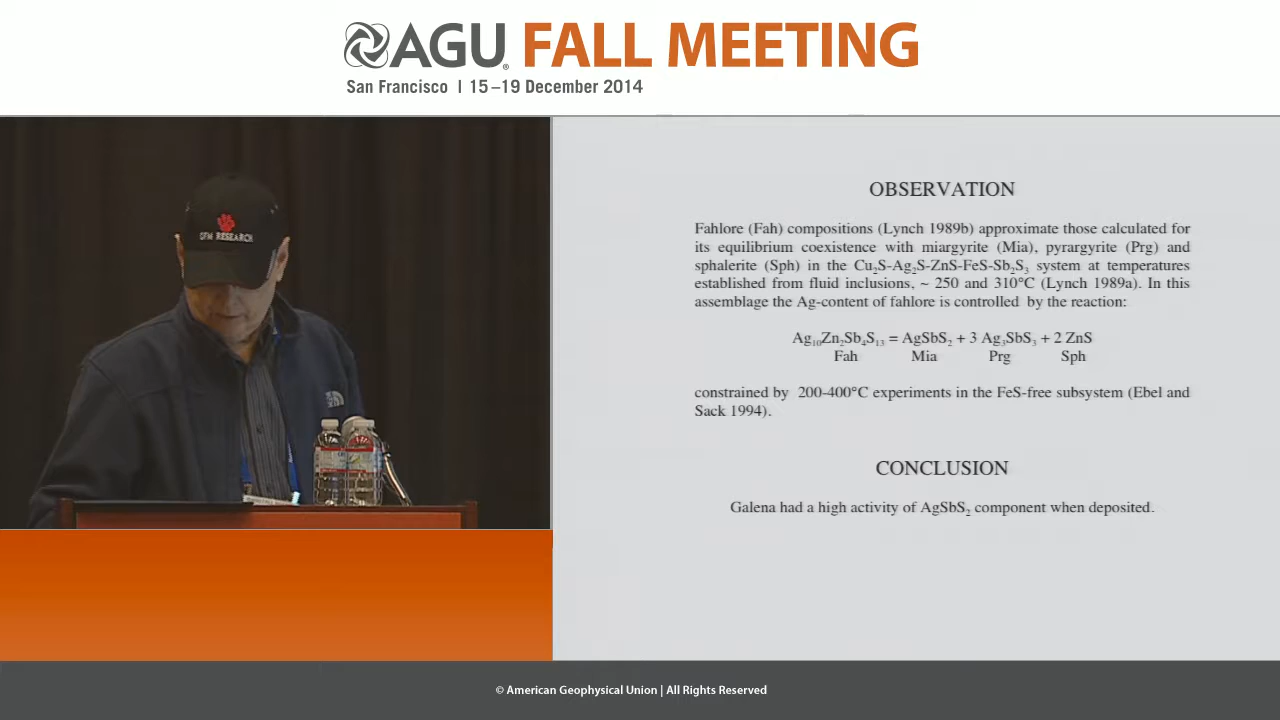 AGU FALL MEETING
San Francisco | 15–19 December 2014
SFM RESEARCH
OBSERVATION
Fahlore (Fah) compositions (Lynch 1989b) approximate those calculated for
its equilibrium coexistence with miargyrite (Mia), pyrargyrite (Prg) and
sphalerite (Sph) in the Cu₂S-Ag₂S-ZnS-FeS-Sb₂S₃ system at temperatures
established from fluid inclusions, ~ 250 and 310°C (Lynch 1989a). In this
assemblage the Ag-content of fahlore is controlled by the reaction:
Ag₁₀Zn₂Sb₄S₁₃ = AgSbS₂ + 3 Ag₃SbS₃ + 2 ZnS
Fah Mia Prg Sph
constrained by 200-400°C experiments in the FeS-free subsystem (Ebel and
Sack 1994).
CONCLUSION
Galena had a high activity of AgSbS₂ component when deposited.
© American Geophysical Union | All Rights Reserved